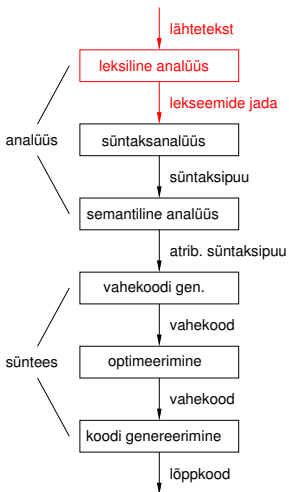 lähtetekst
leksiline analüüs
lekseemide jada
analüüs
süntaksanalüüs
süntaksipuu
semantiline analüüs
atrib. süntaksipuu
vahekoodi gen.
vahekood
süntees
optimeerimine
vahekood
koodi genereerimine
lõppkood